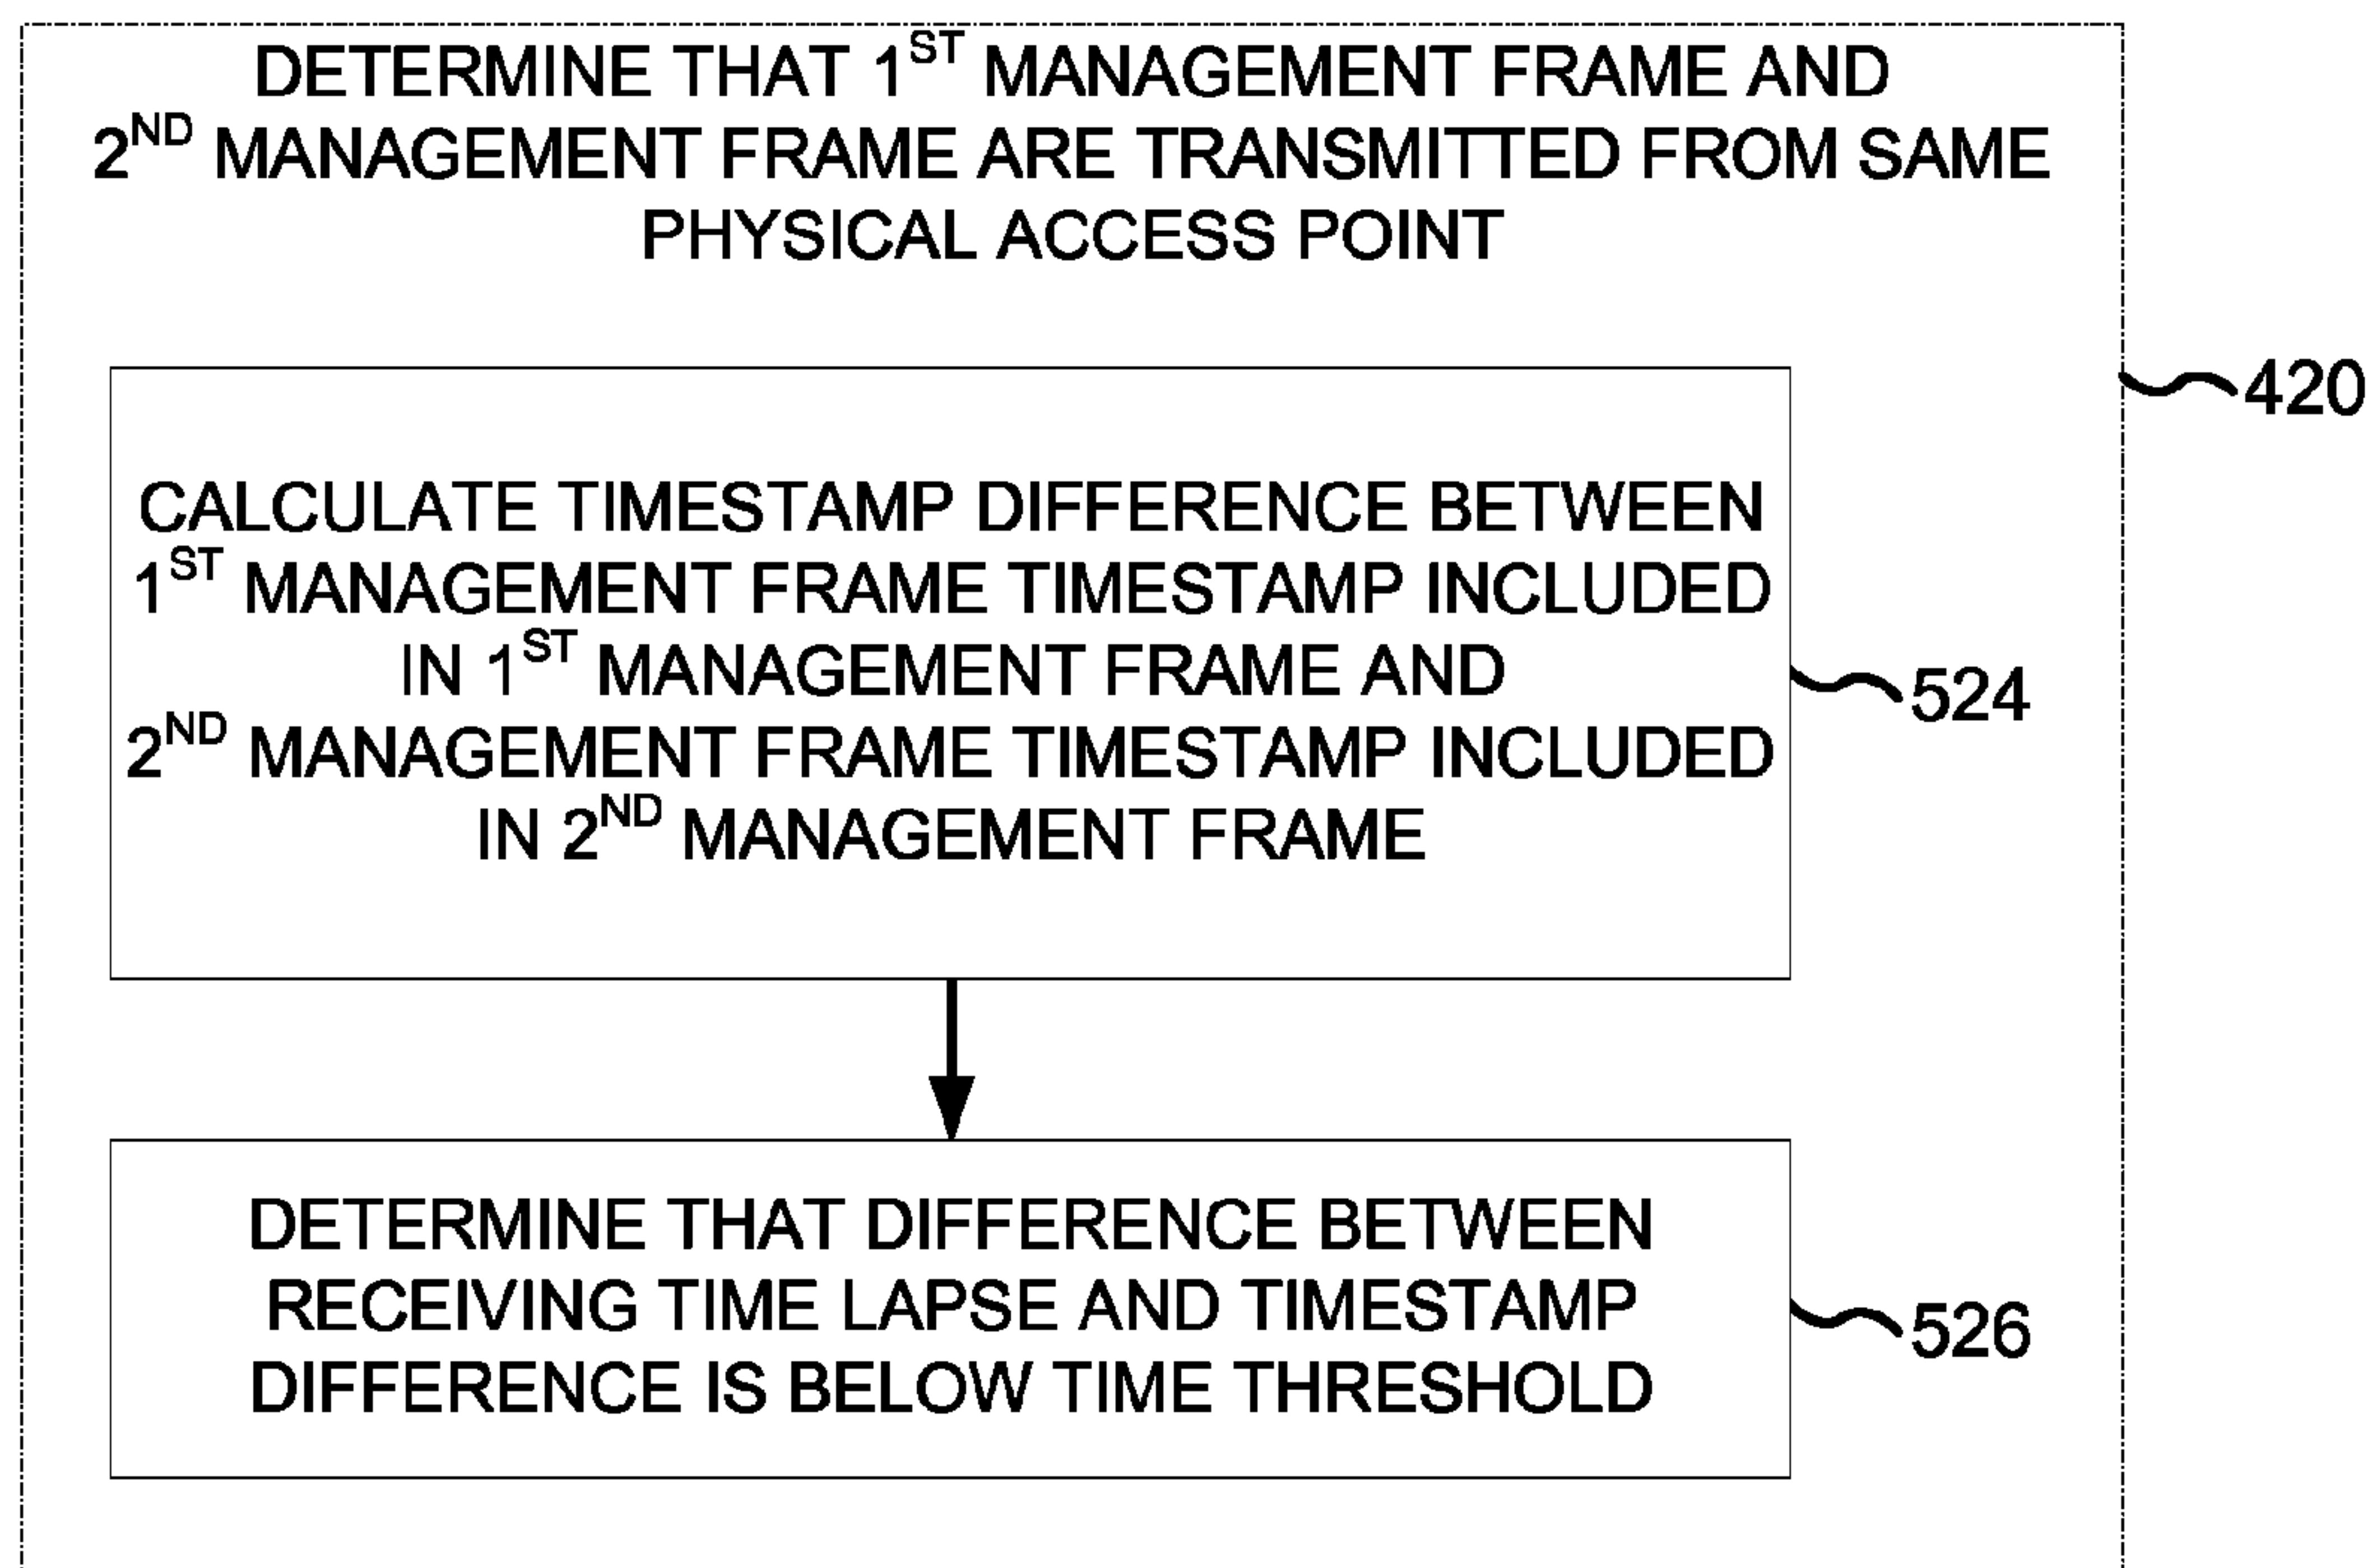 DETERMINE THAT 1ST MANAGEMENT FRAME AND
2ND MANAGEMENT FRAME ARE TRANSMITTED FROM SAME
PHYSICAL ACCESS POINT
420
CALCULATE TIMESTAMP DIFFERENCE BETWEEN
1ST MANAGEMENT FRAME TIMESTAMP INCLUDED
IN 1ST MANAGEMENT FRAME AND
2ND MANAGEMENT FRAME TIMESTAMP INCLUDED
IN 2ND MANAGEMENT FRAME
524
DETERMINE THAT DIFFERENCE BETWEEN
RECEIVING TIME LAPSE AND TIMESTAMP
DIFFERENCE IS BELOW TIME THRESHOLD
526